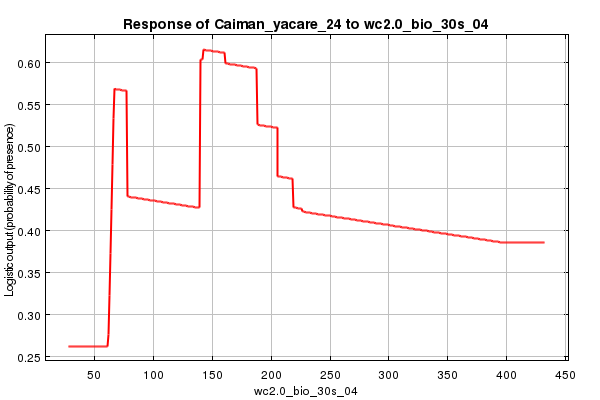 Response of Caiman_yacare_24 to wc2.0_bio_30s_04
Logistic output (probability of presence)
0.60
0.55
0.50
0.45
0.40
0.35
0.30
0.25
50 100 150 200 250 300 350 400 450
wc2.0_bio_30s_04